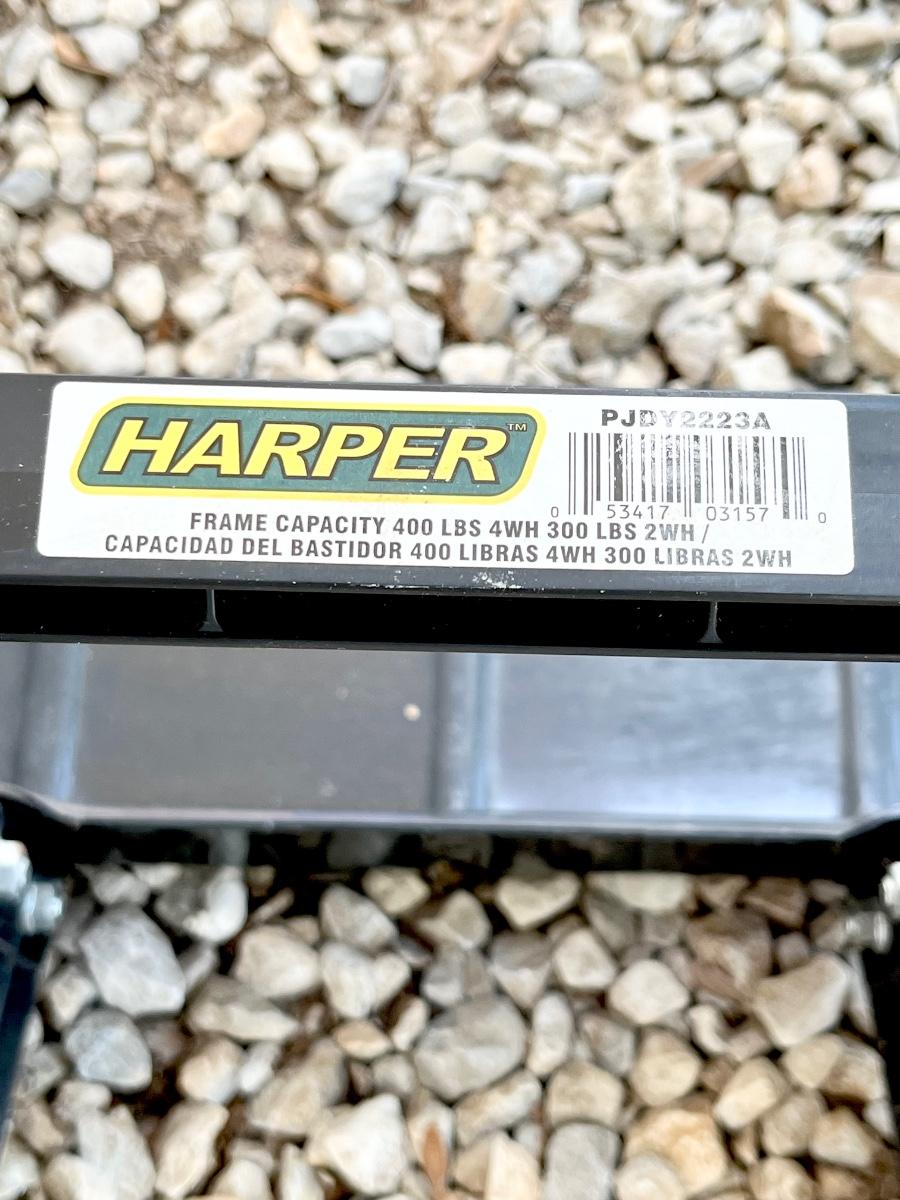 HARPER™
PJDY2223A
0 53417 03157 0
FRAME CAPACITY 400 LBS 4WH 300 LBS 2WH /
CAPACIDAD DEL BASTIDOR 400 LIBRAS 4WH 300 LIBRAS 2WH